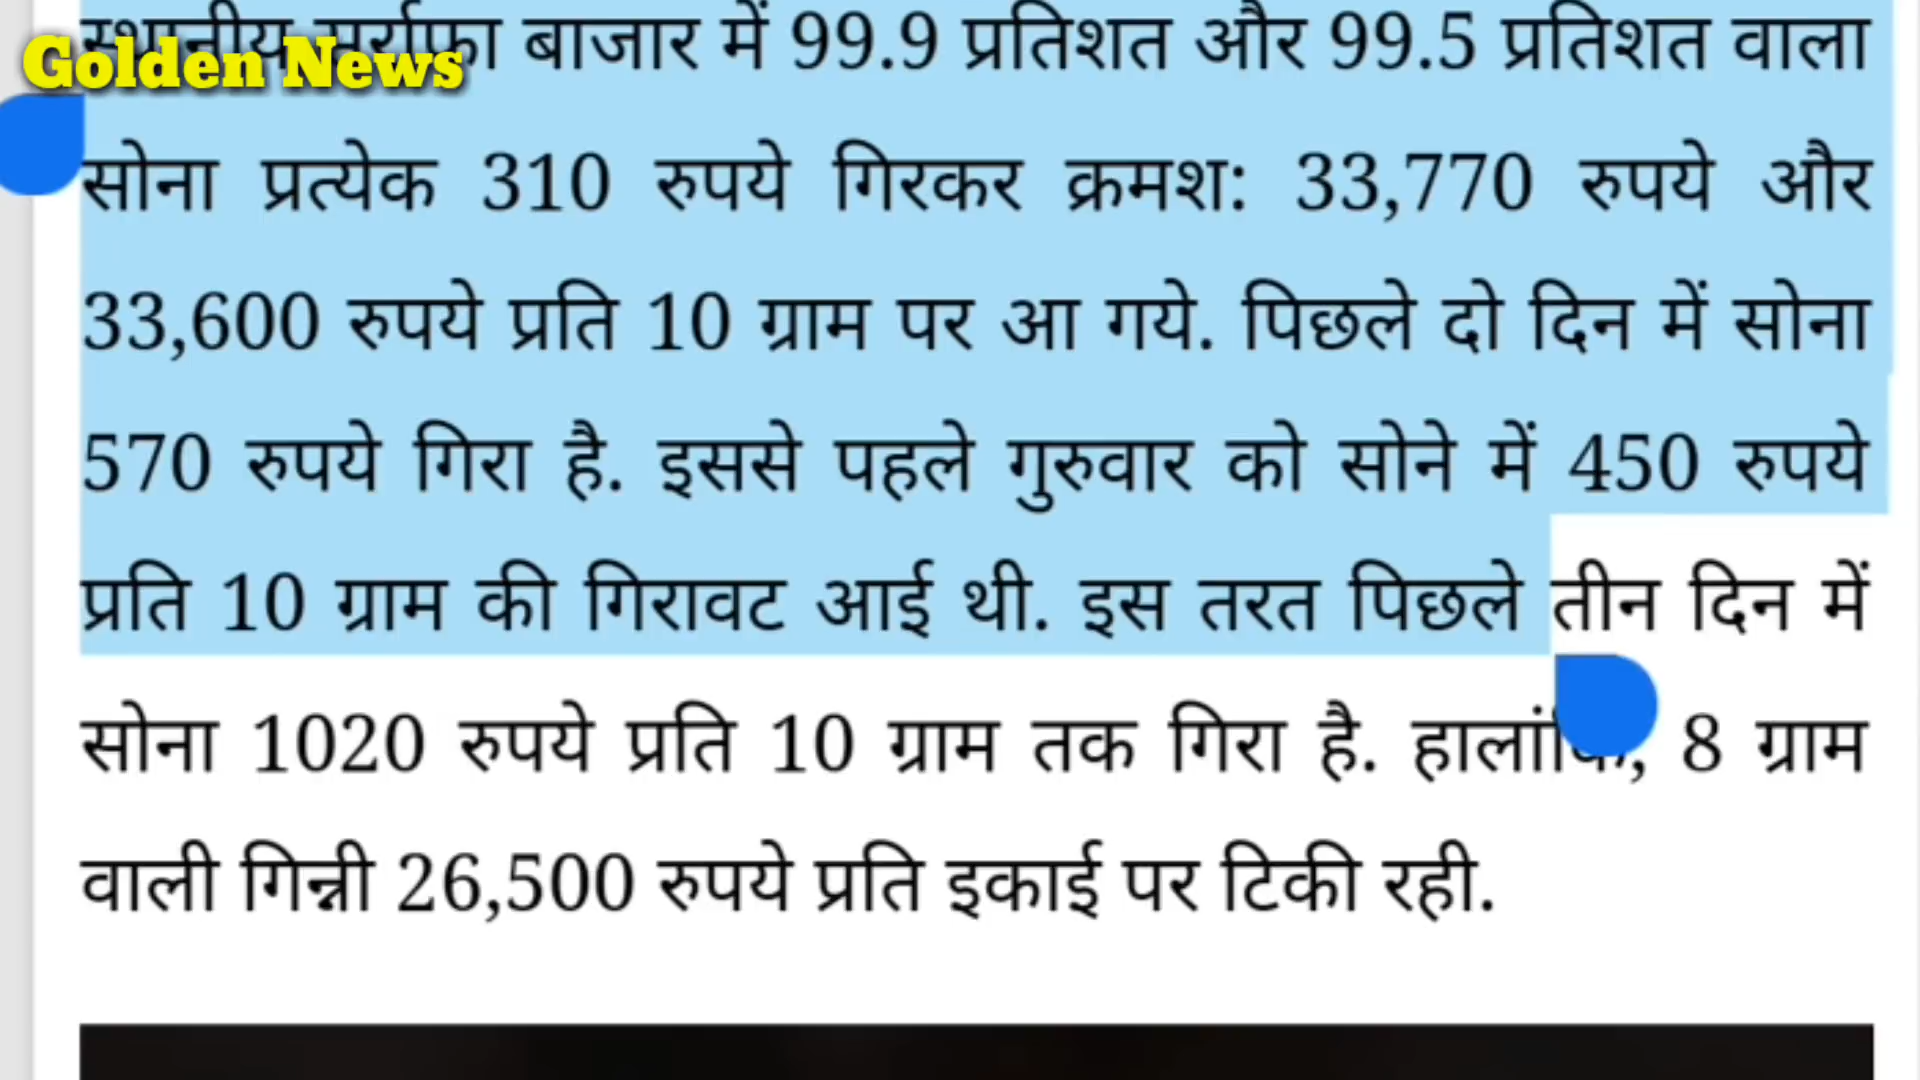 Golden News
बाजार में 99.9 प्रतिशत और 99.5 प्रतिशत वाला
सोना प्रत्येक 310 रुपये गिरकर क्रमश: 33,770 रुपये और
33,600 रुपये प्रति 10 ग्राम पर आ गये. पिछले दो दिन में सोना
570 रुपये गिरा है. इससे पहले गुरुवार को सोने में 450 रुपये
प्रति 10 ग्राम की गिरावट आई थी. इस तरत पिछले तीन दिन में
सोना 1020 रुपये प्रति 10 ग्राम तक गिरा है. हालांकि, 8 ग्राम
वाली गिन्नी 26,500 रुपये प्रति इकाई पर टिकी रही.